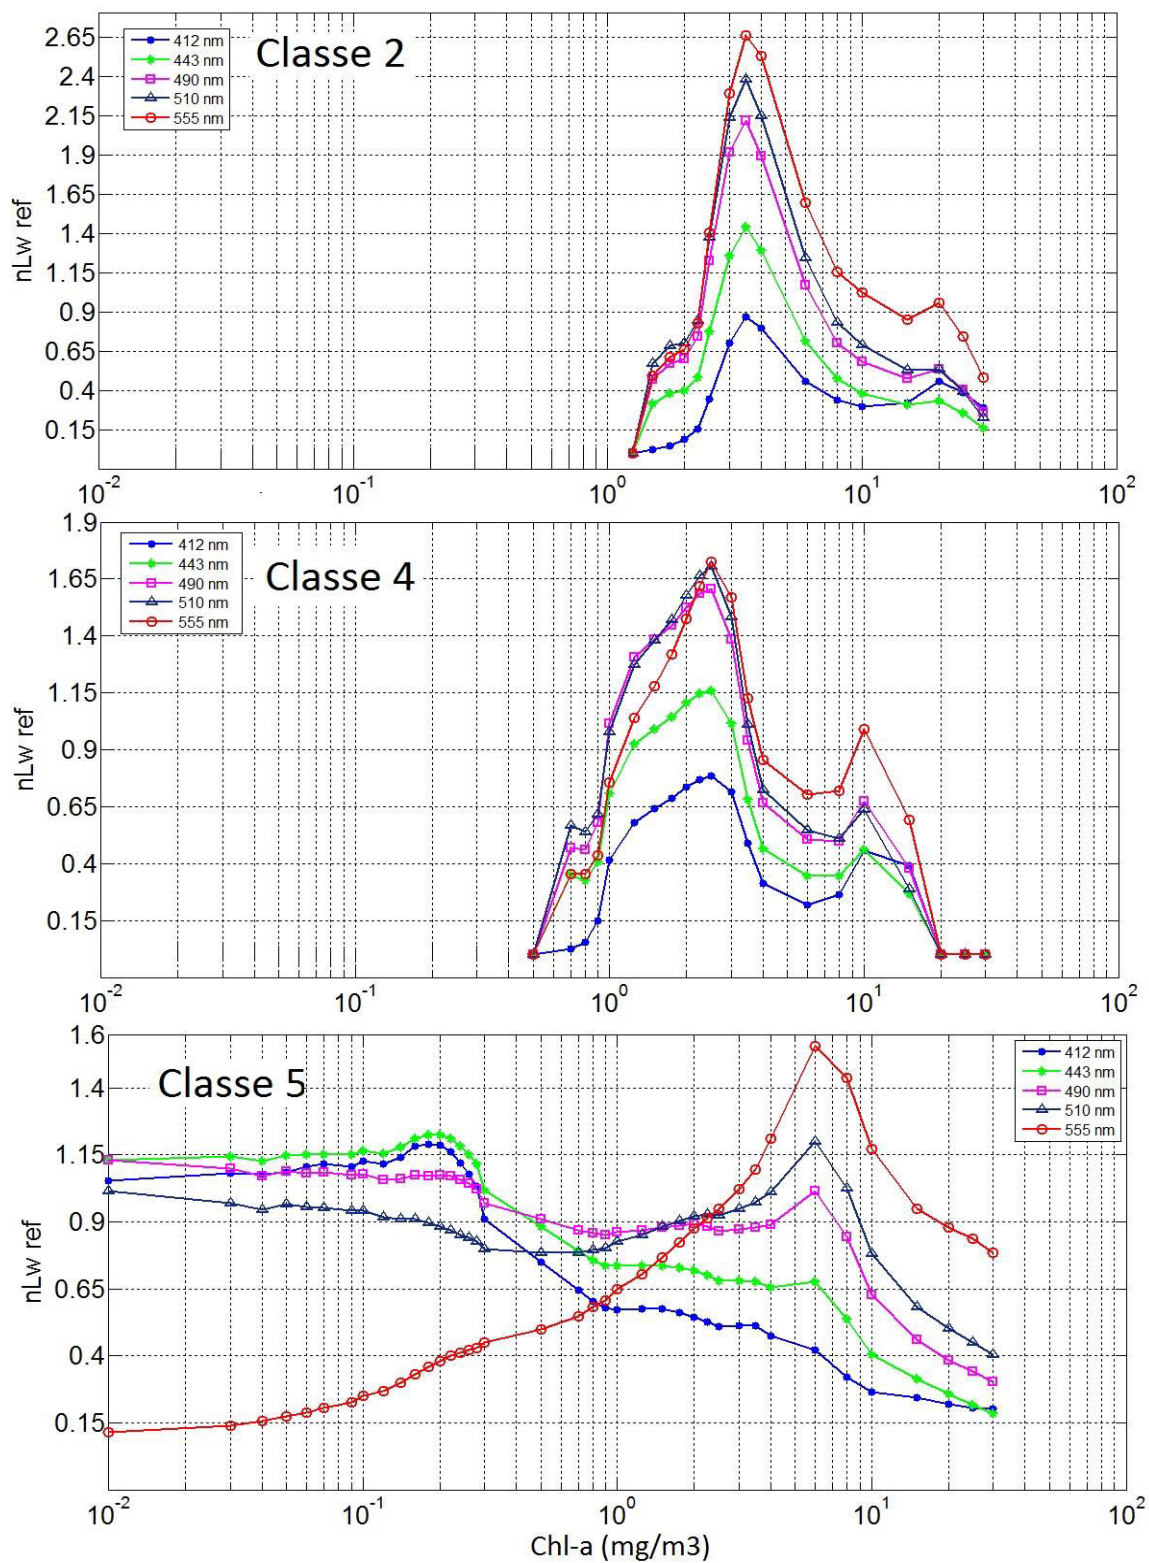 Classe 2
412 nm
443 nm
490 nm
510 nm
555 nm
nLw ref
2.65
2.4
2.15
1.9
1.65
1.4
1.15
0.9
0.65
0.4
0.15
10-2 10-1 100 101 102
Classe 4
412 nm
443 nm
490 nm
510 nm
555 nm
nLw ref
1.9
1.65
1.4
1.15
0.9
0.65
0.4
0.15
10-2 10-1 100 101 102
Classe 5
412 nm
443 nm
490 nm
510 nm
555 nm
nLw ref
1.6
1.4
1.15
0.9
0.65
0.4
0.15
10-2 10-1 100 101 102
Chl-a (mg/m3)